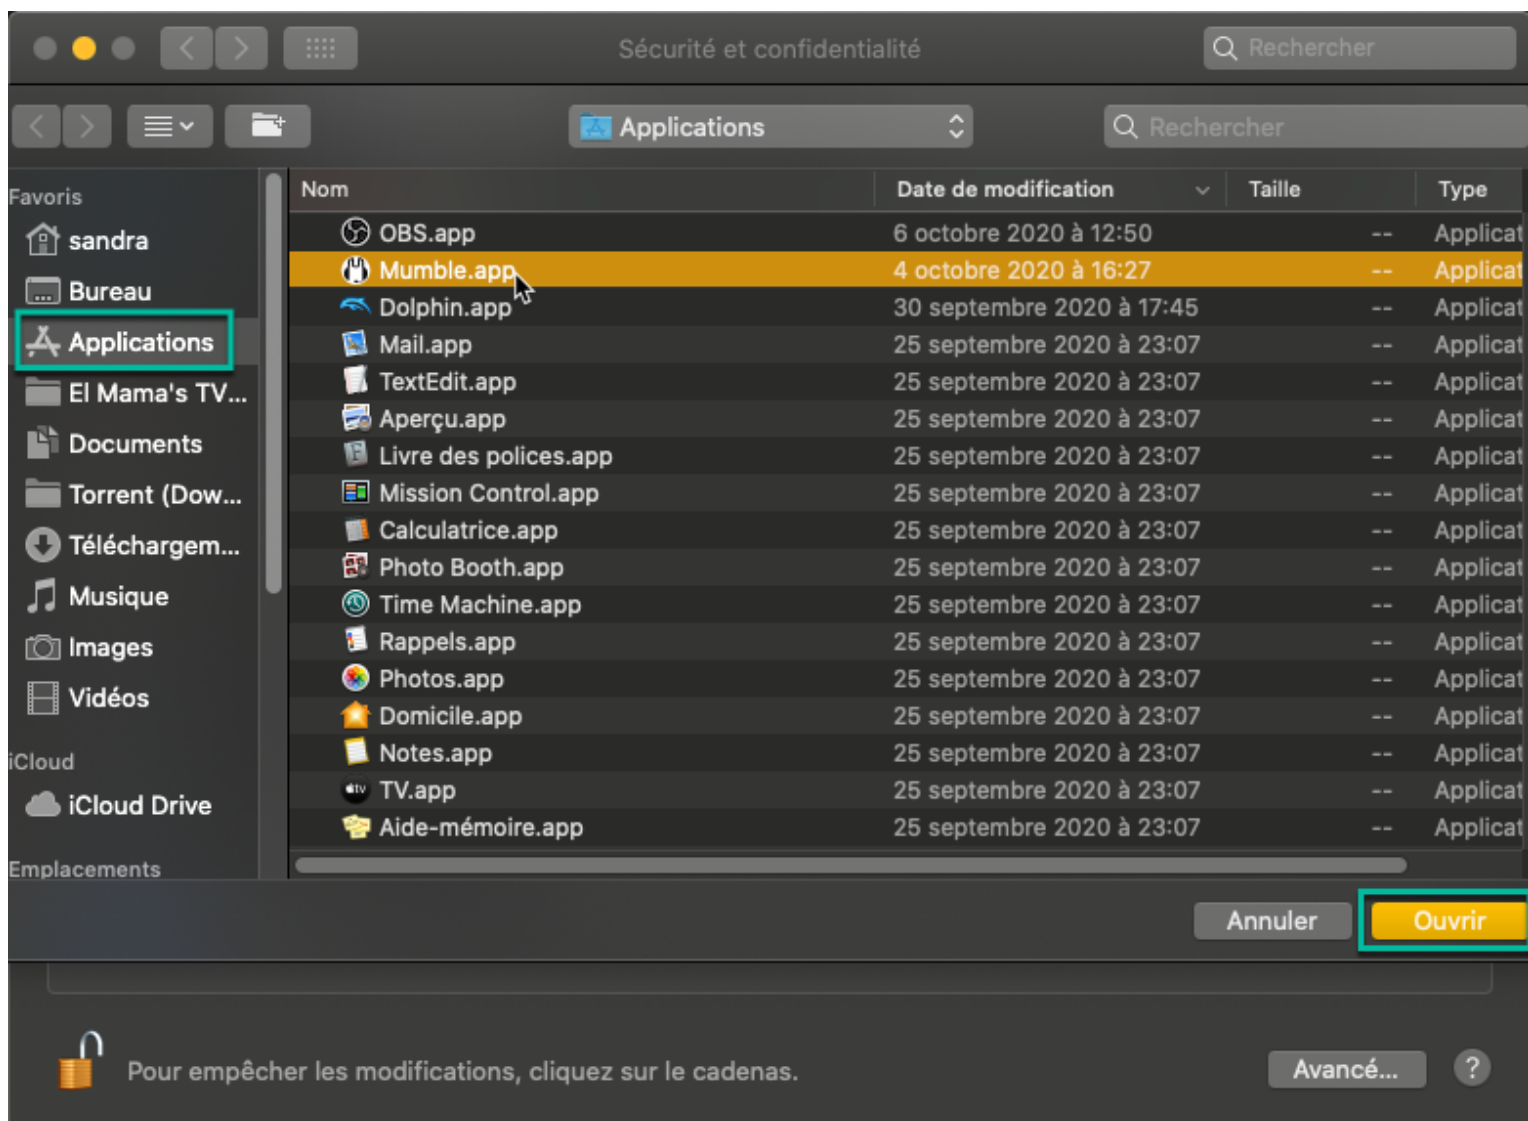 Sécurité et confidentialité
Rechercher
Applications
Rechercher
Favoris
sandra
Bureau
Applications
El Mama's TV...
Documents
Torrent (Dow...
Téléchargem...
Musique
Images
Vidéos
iCloud
iCloud Drive
Emplacements
Nom Date de modification Taille Type
OBS.app 6 octobre 2020 à 12:50 -- Applicat
Mumble.app 4 octobre 2020 à 16:27 -- Applicat
Dolphin.app 30 septembre 2020 à 17:45 -- Applicat
Mail.app 25 septembre 2020 à 23:07 -- Applicat
TextEdit.app 25 septembre 2020 à 23:07 -- Applicat
Aperçu.app 25 septembre 2020 à 23:07 -- Applicat
Livre des polices.app 25 septembre 2020 à 23:07 -- Applicat
Mission Control.app 25 septembre 2020 à 23:07 -- Applicat
Calculatrice.app 25 septembre 2020 à 23:07 -- Applicat
Photo Booth.app 25 septembre 2020 à 23:07 -- Applicat
Time Machine.app 25 septembre 2020 à 23:07 -- Applicat
Rappels.app 25 septembre 2020 à 23:07 -- Applicat
Photos.app 25 septembre 2020 à 23:07 -- Applicat
Domicile.app 25 septembre 2020 à 23:07 -- Applicat
Notes.app 25 septembre 2020 à 23:07 -- Applicat
TV.app 25 septembre 2020 à 23:07 -- Applicat
Aide-mémoire.app 25 septembre 2020 à 23:07 -- Applicat
Annuler Ouvrir
Pour empêcher les modifications, cliquez sur le cadenas.
Avancé... ?